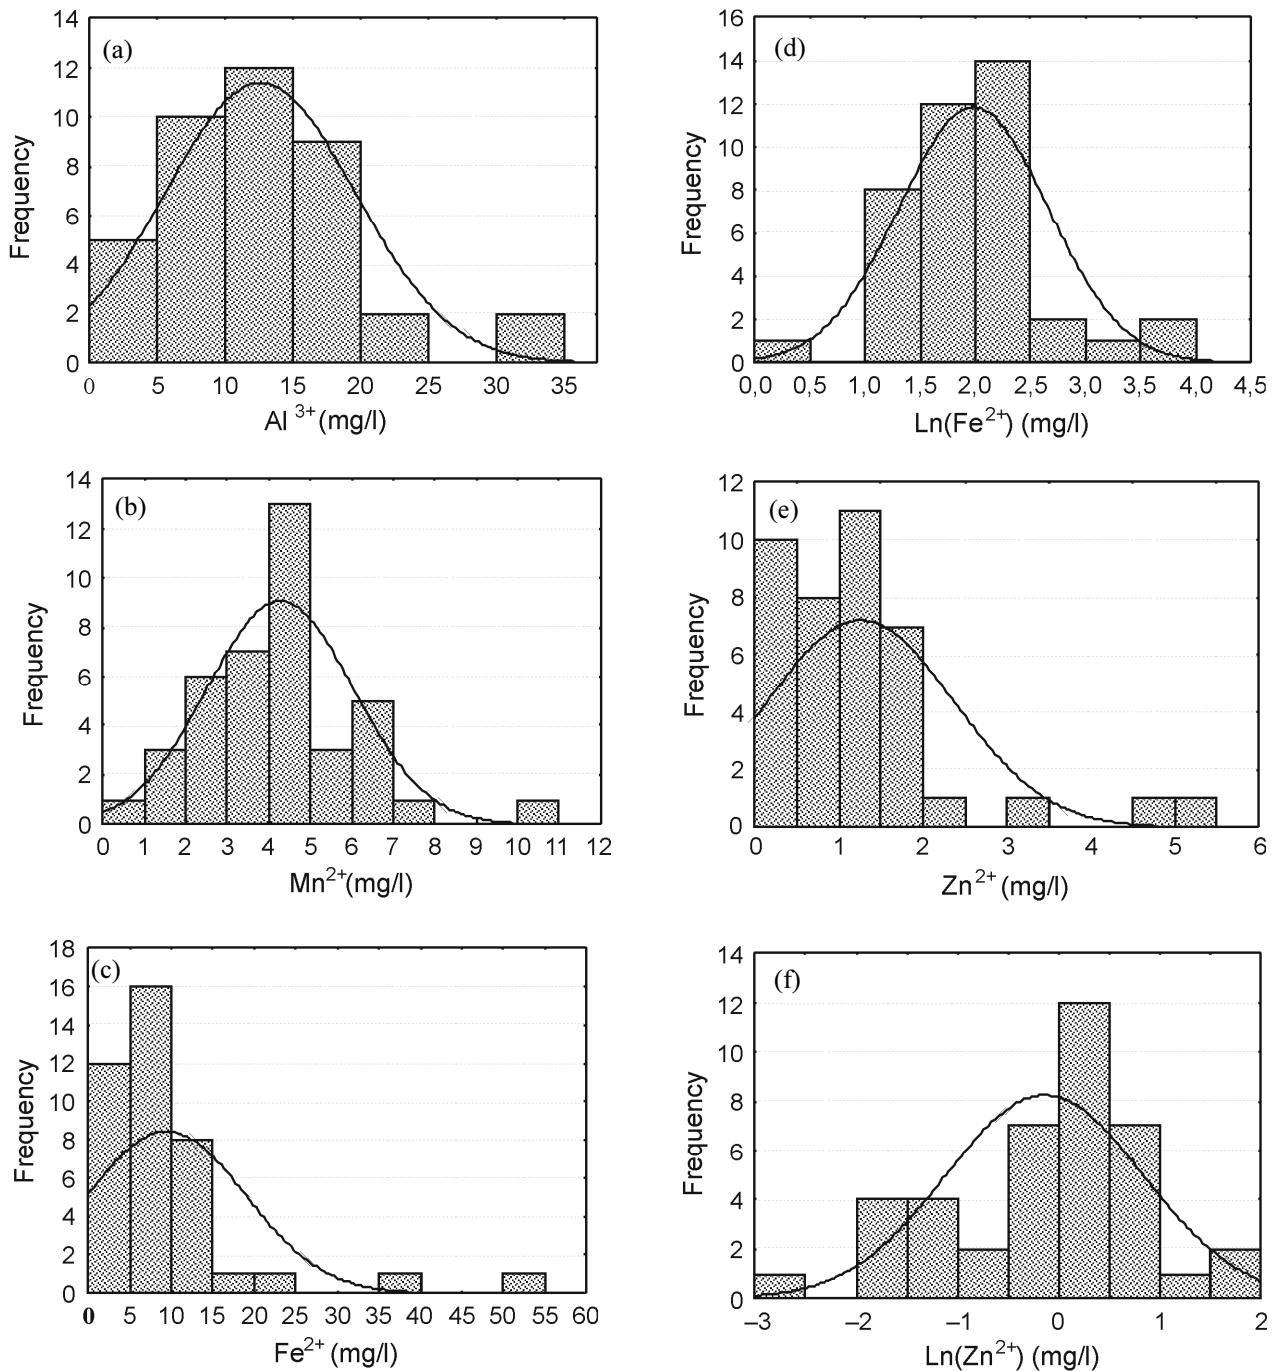 (a)
14
12
10
8
6
4
2
0
Frequency
0 5 10 15 20 25 30 35
Al 3+ (mg/l)
(d)
16
14
12
10
8
6
4
2
0
Frequency
0,0 0,5 1,0 1,5 2,0 2,5 3,0 3,5 4,0 4,5
Ln(Fe2+) (mg/l)
(b)
14
12
10
8
6
4
2
0
Frequency
0 1 2 3 4 5 6 7 8 9 10 11 12
Mn2+(mg/l)
(e)
12
10
8
6
4
2
0
Frequency
0 1 2 3 4 5 6
Zn2+ (mg/l)
(c)
18
16
14
12
10
8
6
4
2
0
Frequency
0 5 10 15 20 25 30 35 40 45 50 55 60
Fe2+ (mg/l)
(f)
14
12
10
8
6
4
2
0
Frequency
–3 –2 –1 0 1 2
Ln(Zn2+) (mg/l)